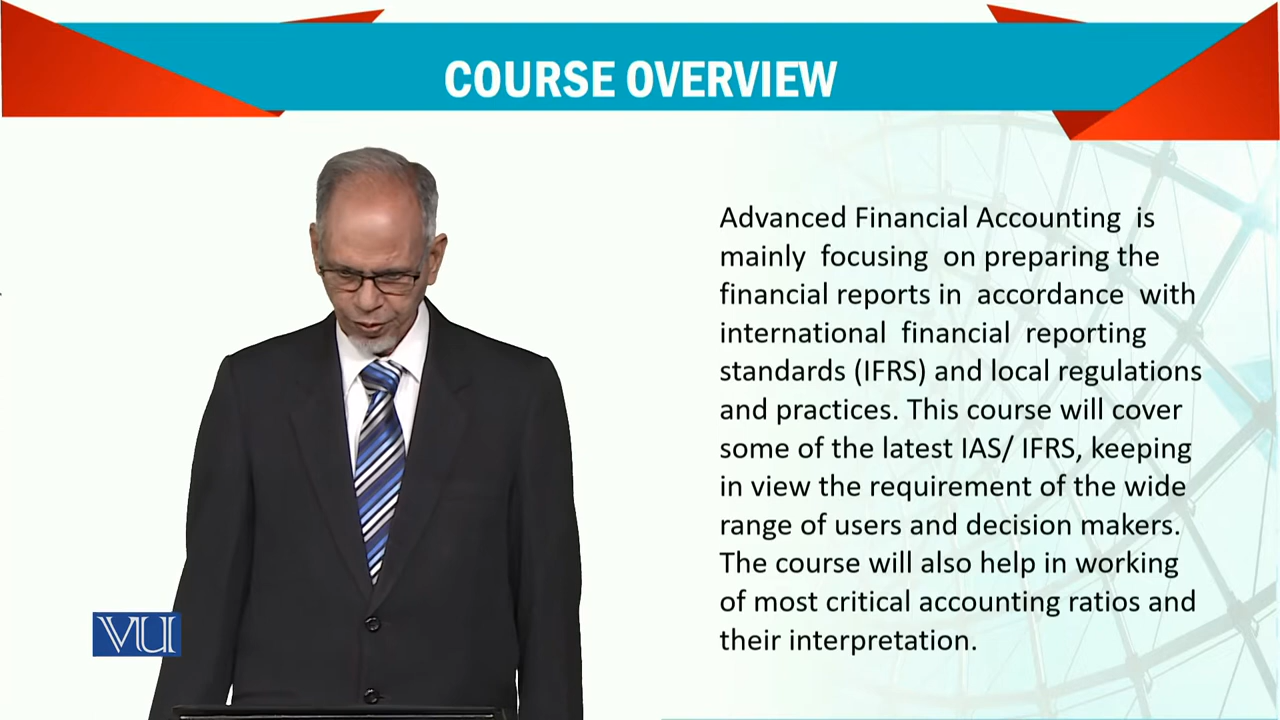 COURSE OVERVIEW
Advanced Financial Accounting is
mainly focusing on preparing the
financial reports in accordance with
international financial reporting
standards (IFRS) and local regulations
and practices. This course will cover
some of the latest IAS/ IFRS, keeping
in view the requirement of the wide
range of users and decision makers.
The course will also help in working
of most critical accounting ratios and
their interpretation.
VU